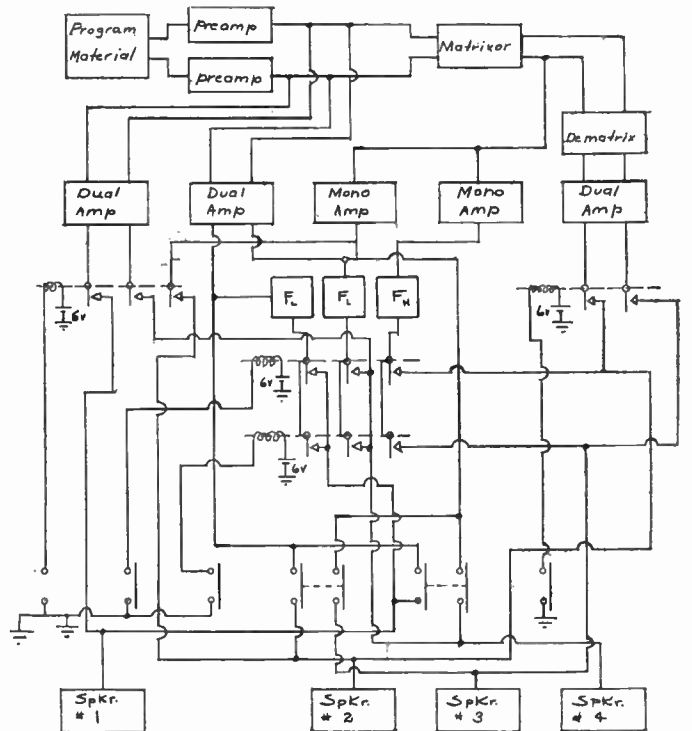 Program
Material
preamp
preamp
Matrixor
Dematrix
Dual
Amp
Dual
Amp
Mono
Amp
Mono
Amp
Dual
Amp
6v
FL
FL
FH
6v
6v
6v
Spkr.
# 1
Spkr.
# 2
Spkr.
# 3
Spkr.
# 4